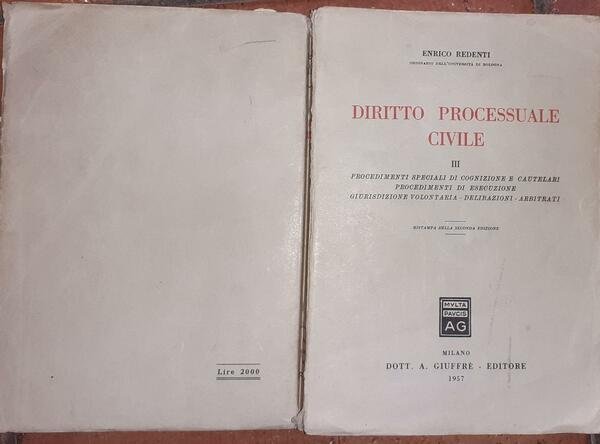 Lire 2000
ENRICO REDENTI
ORDINARIO DELL'UNIVERSITÀ DI BOLOGNA
DIRITTO PROCESSUALE
CIVILE
III
PROCEDIMENTI SPECIALI DI COGNIZIONE E CAUTELARI
PROCEDIMENTI DI ESECUZIONE
GIURISDIZIONE VOLONTARIA - DELIBAZIONI - ARBITRATI
RISTAMPA DELLA SECONDA EDIZIONE
MVLTA
PAVCIS
AG
MILANO
DOTT. A. GIUFFRÈ - EDITORE
1957